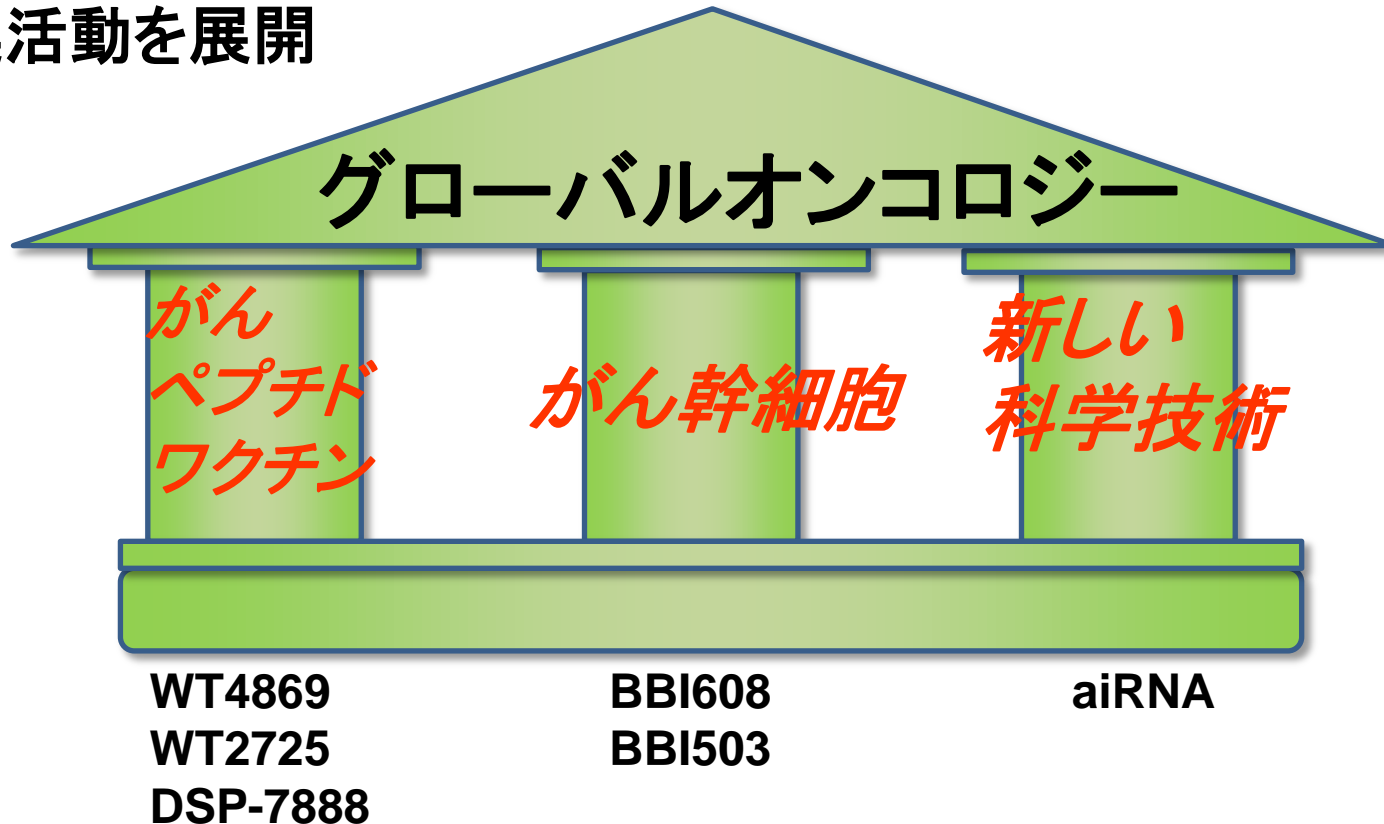 活動を展開
グローバルオンコロジー
がん
ペプチド
ワクチン
がん幹細胞
新しい
科学技術
WT4869
WT2725
DSP-7888
BBI608
BBI503
aiRNA